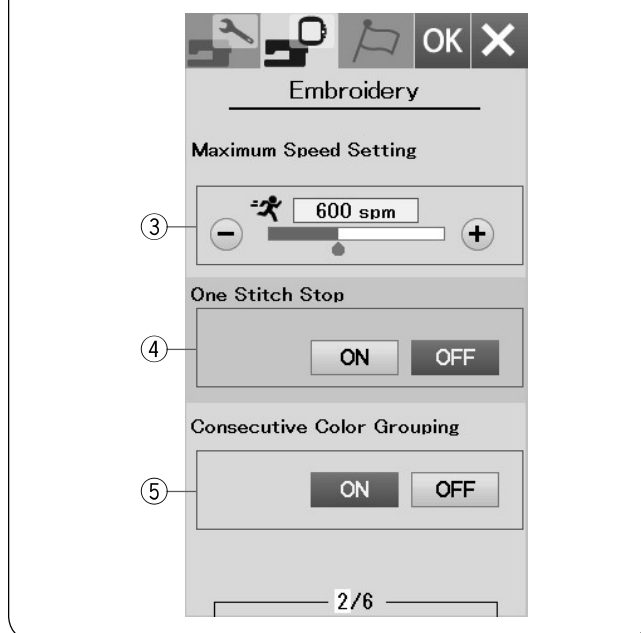 OK
Embroidery
Maximum Speed Setting
③
600 spm
− +
One Stitch Stop
④
ON OFF
Consecutive Color Grouping
⑤
ON OFF
2/6